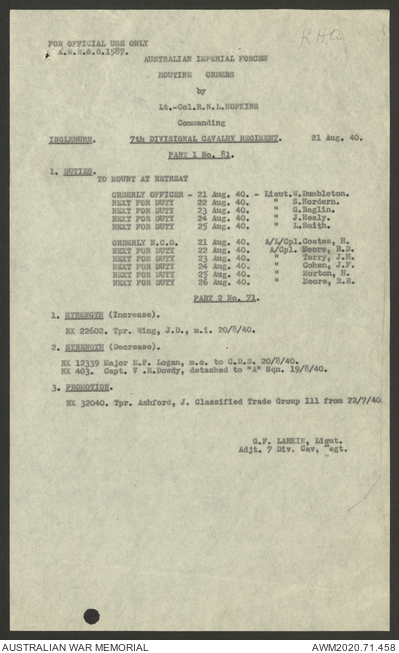 RHQ
FOR OFFICIAL USE ONLY
A.M.R.&.O.1587.
AUSTRALIAN IMPERIAL FORCES
ROUTINE ORDERS
by
Lt.-Col.R.N.L.HOPKINS
Commanding
INGLEBURN. 7th DIVISIONAL CAVALRY REGIMENT. 21 Aug. 40.
PART 1 No. 81.
1. DUTIES.
TO MOUNT AT RETREAT
ORDERLY OFFICER - 21 Aug. 40. - Lieut.W.Dumbleton.
NEXT FOR DUTY 22 Aug. 40. " S.Hordern.
NEXT FOR DUTY 23 Aug. 40. " G.Baglin.
NEXT FOR DUTY 24 Aug. 40. " J.Healy.
NEXT FOR DUTY 25 Aug. 40. " L.Smith.
ORDERLY N.C.O. 21 Aug. 40. A/L/Cpl.Coates, H.
NEXT FOR DUTY 22 Aug. 40. A/Cpl. Moore, B.D.
NEXT FOR DUTY 23 Aug. 40. " Terry, J.H.
NEXT FOR DUTY 24 Aug. 40. " Cohen, J.F.
NEXT FOR DUTY 25 Aug. 40. " Morton, H.
NEXT FOR DUTY 26 Aug. 40. " Moore, R.R.
PART 2 No. 71.
1. STRENGTH (Increase).
NX 22602. Tpr. Wing, J.D., m.i. 20/8/40.
2. STRENGTH (Decrease).
NX 12339 Major E.F. Logan, m.o. to C.D.S. 20/8/40.
NX 403. Capt. V .R.Dowdy, detached to "A" Sqn. 19/8/40.
3. PROMOTION.
NX 32040. Tpr. Ashford, J. Classified Trade Group 111 from 22/7/40
G.F. LARKIN, Lieut.
Adjt. 7 Div. Cav, Regt.
AUSTRALIAN WAR MEMORIAL AWM2020.71.458